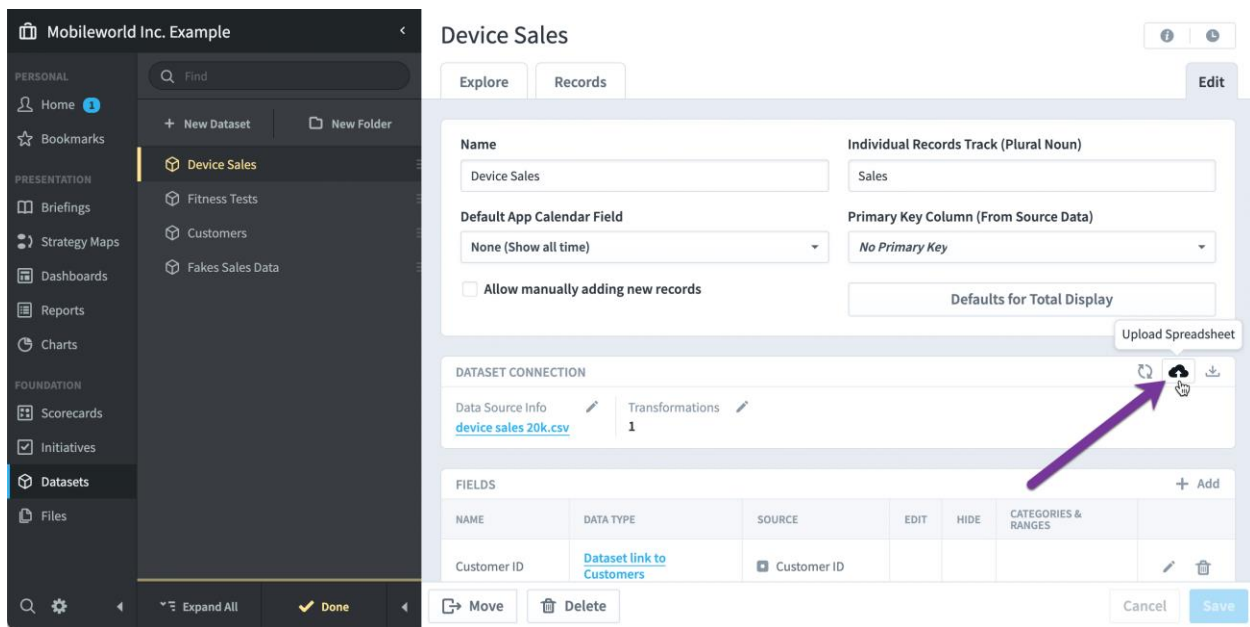 Mobileworld Inc. Example
PERSONAL
Home 1
Bookmarks
PRESENTATION
Briefings
Strategy Maps
Dashboards
Reports
Charts
FOUNDATION
Scorecards
Initiatives
Datasets
Files
Find
+ New Dataset
New Folder
Device Sales
Fitness Tests
Customers
Fakes Sales Data
Expand All
Done
Device Sales
Explore
Records
Edit
Name
Device Sales
Individual Records Track (Plural Noun)
Sales
Default App Calendar Field
None (Show all time)
Primary Key Column (From Source Data)
No Primary Key
Allow manually adding new records
Defaults for Total Display
Upload Spreadsheet
DATASET CONNECTION
Data Source Info
device sales 20k.csv
Transformations
1
FIELDS
+ Add
NAME
DATA TYPE
SOURCE
EDIT
HIDE
CATEGORIES &
RANGES
Customer ID
Dataset link to
Customers
Customer ID
Move
Delete
Cancel
Save